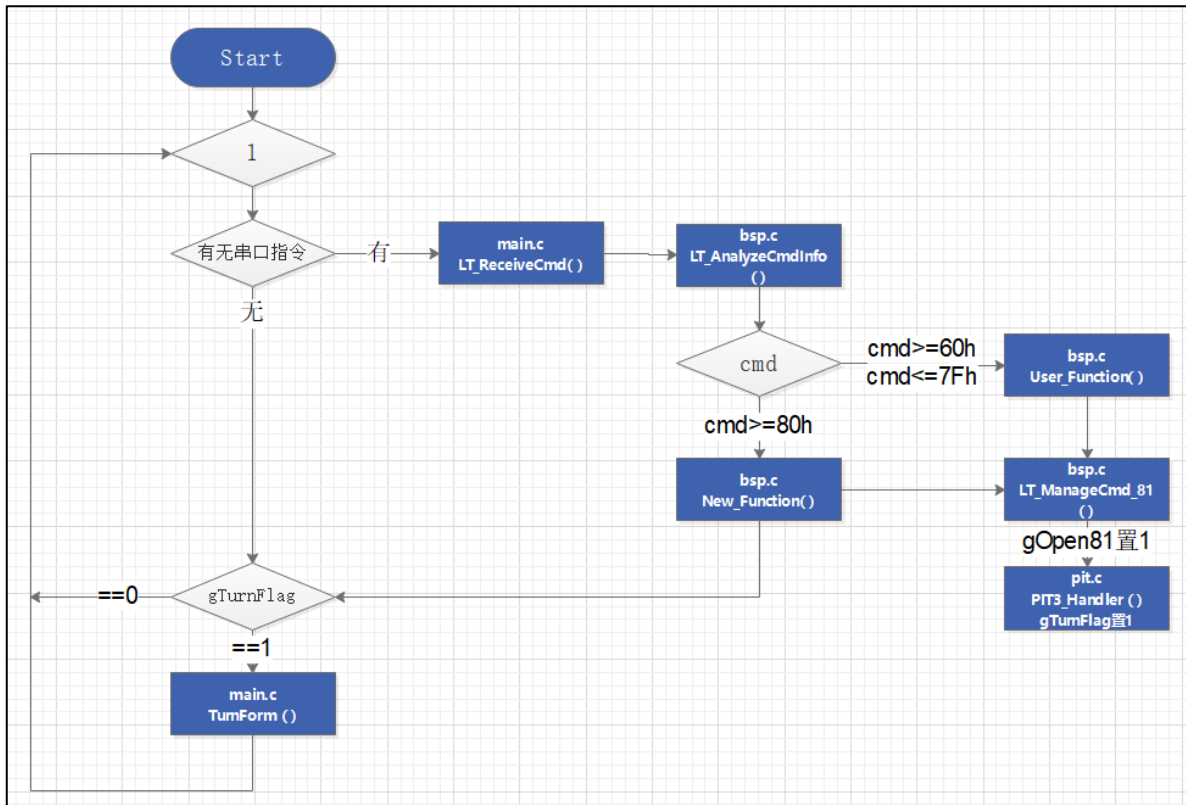 Start
1
有无串口指令
有
main.c
LT_ReceiveCmd()
bsp.c
LT_AnalyzeCmdInfo
()
无
cmd
cmd>=60h
cmd<=7Fh
bsp.c
User_Function()
cmd>=80h
bsp.c
New_Function()
bsp.c
LT_ManageCmd_81
()
gOpen81置1
pit.c
PIT3_Handler()
gTurnFlag置1
gTurnFlag
==0
==1
main.c
TurnForm()